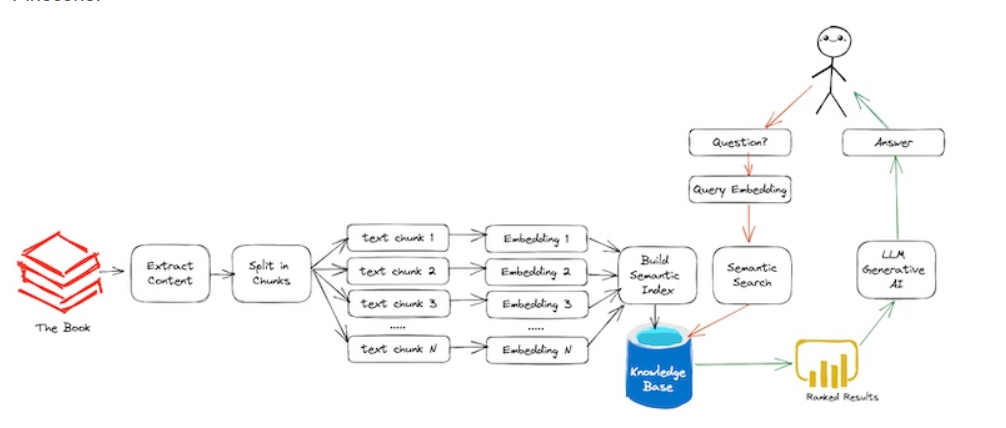 Question?
Answer
Query Embedding
The Book
Extract
Content
Split in
Chunks
text chunk 1
text chunk 2
text chunk 3
.....
text chunk N
Embedding 1
Embedding 2
Embedding 3
.....
Embedding N
Build
Semantic
Index
Semantic
Search
LLM
Generative
AI
Knowledge
Base
Ranked Results